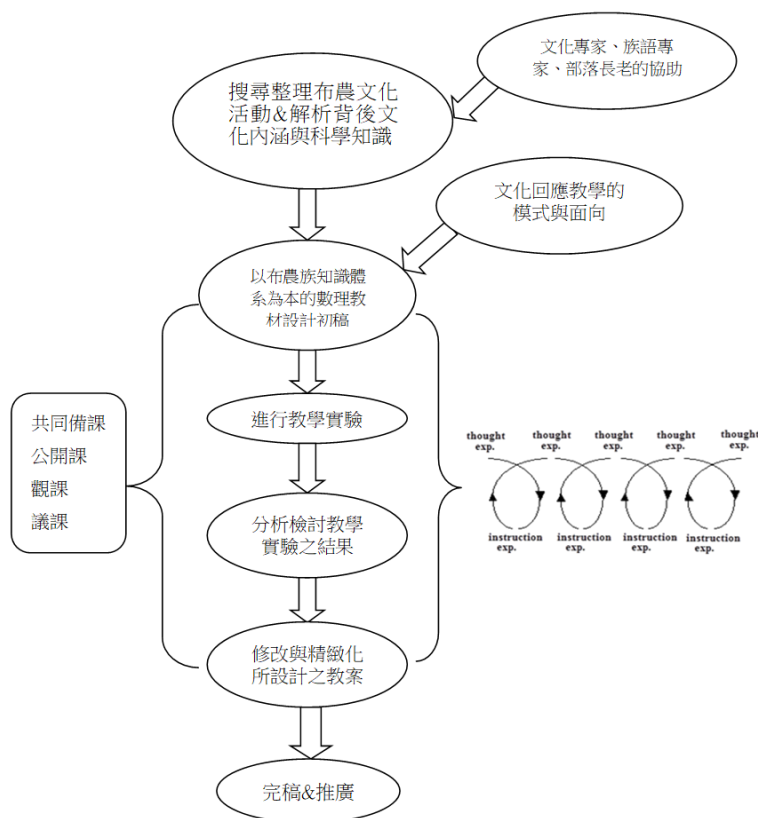 文化專家、族語專
家、部落長老的協助
搜尋整理布農文化
活動&解析背後文
化內涵與科學知識
文化回應教學的
模式與面向
以布農族知識體
系為本的數理教
材設計初稿
共同備課
公開課
觀課
議課
進行教學實驗
thought
exp.
thought
exp.
thought
exp.
thought
exp.
thought
exp.
分析檢討教學
實驗之結果
instruction
exp.
instruction
exp.
instruction
exp.
instruction
exp.
修改與精緻化
所設計之教案
完稿&推廣